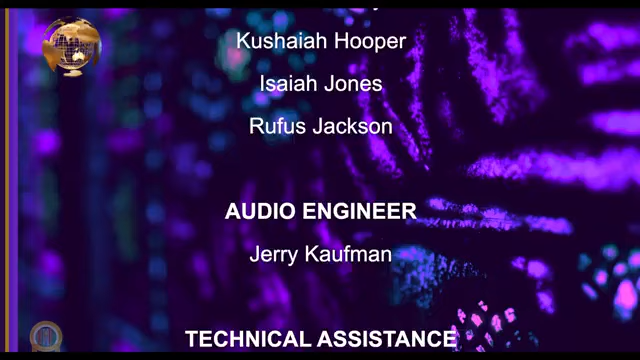 Kushaiah Hooper
Isaiah Jones
Rufus Jackson
AUDIO ENGINEER
Jerry Kaufman
TECHNICAL ASSISTANCE